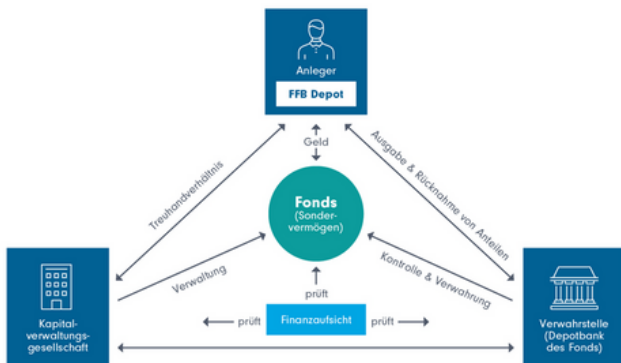 Anleger
FFB Depot
Geld
Treuhandverhältnis
Ausgabe & Rücknahme von Anteilen
Fonds
(Sonder-
vermögen)
Verwaltung
Kontrolle & Verwahrung
prüft
prüft
Finanzaufsicht
prüft
Kapital-
verwaltungs-
gesellschaft
Verwahrstelle
(Depotbank
des Fonds)